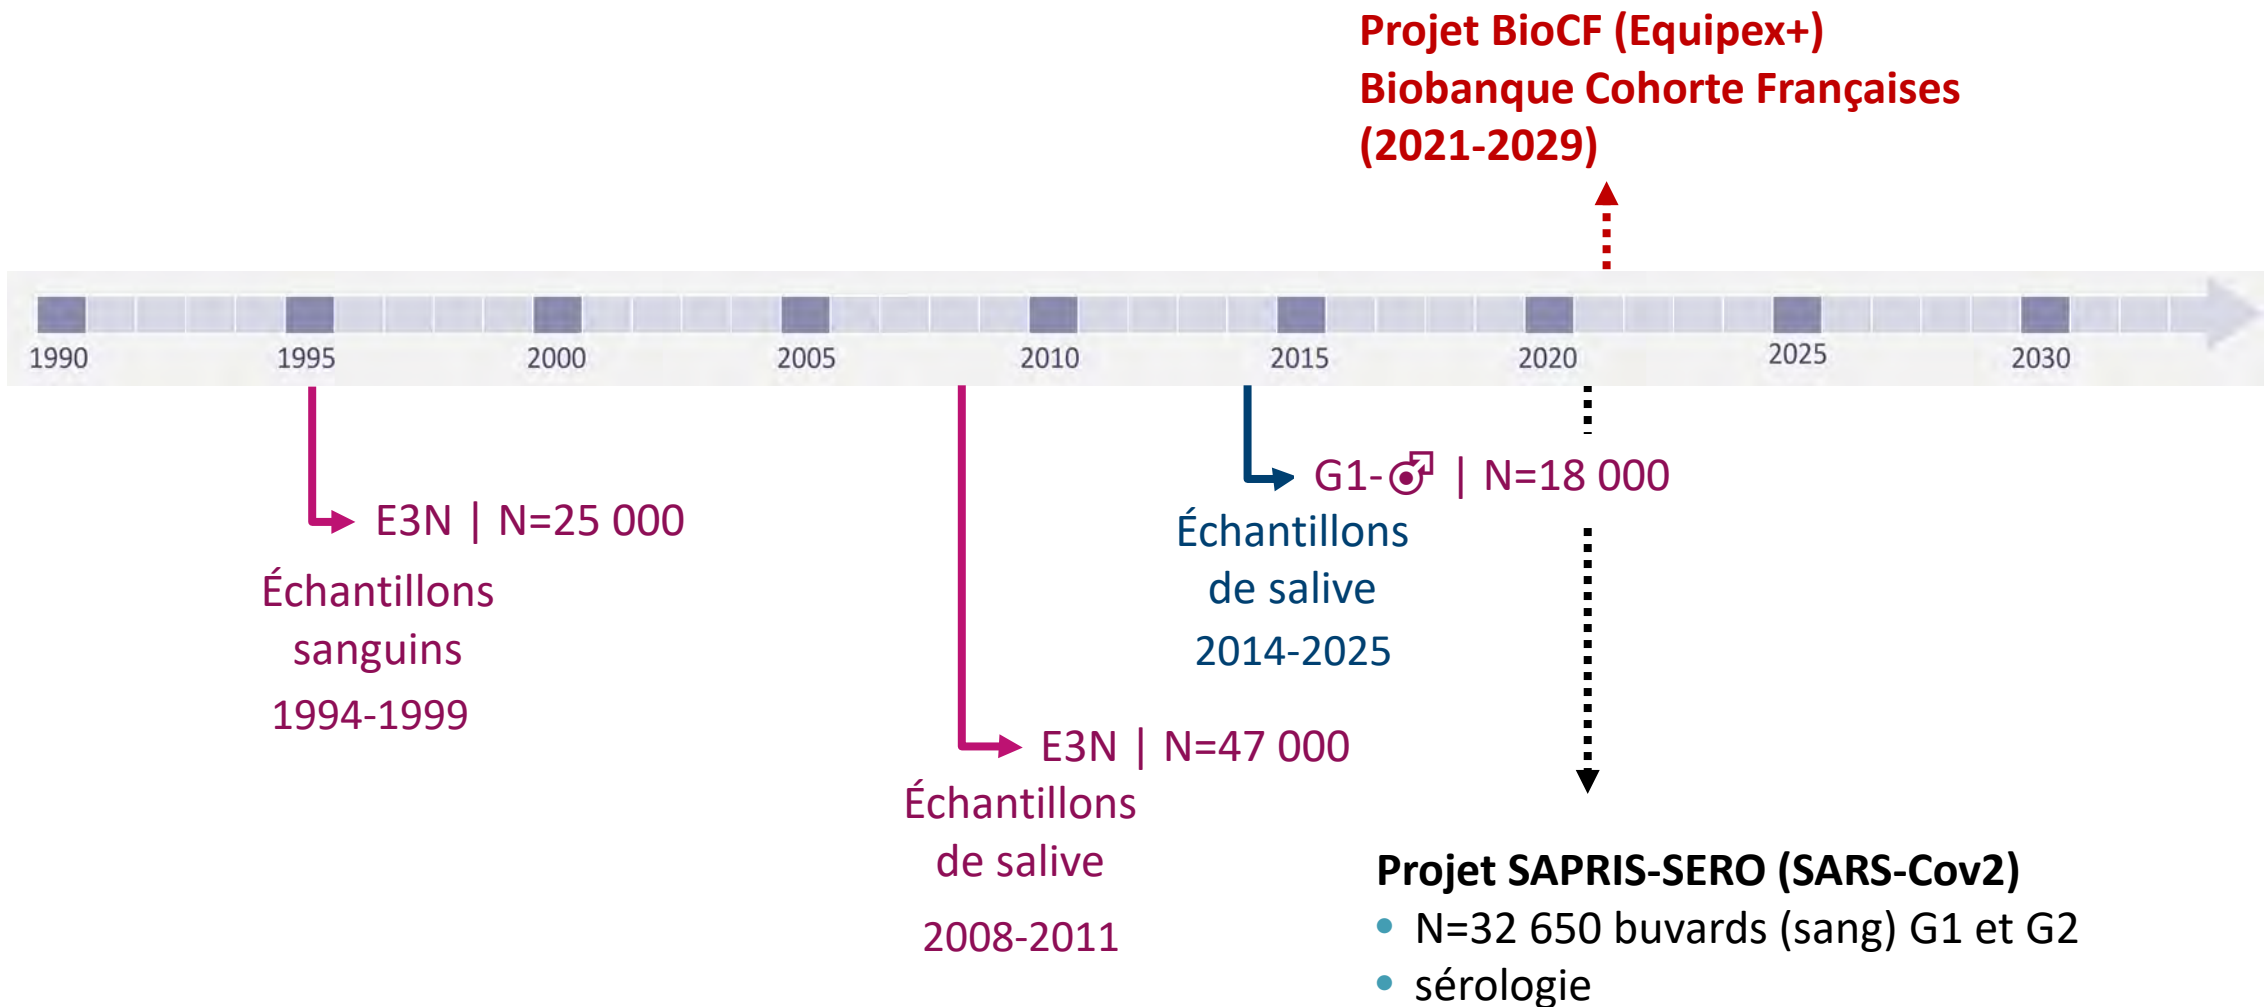 Projet BioCF (Equipex+)
Biobanque Cohorte Françaises
(2021-2029)
1990 1995 2000 2005 2010 2015 2020 2025 2030
G1-♂ | N=18 000
Échantillons
de salive
2014-2025
E3N | N=25 000
Échantillons
sanguins
1994-1999
E3N | N=47 000
Échantillons
de salive
2008-2011
Projet SAPRIS-SERO (SARS-Cov2)
• N=32 650 buvards (sang) G1 et G2
• sérologie